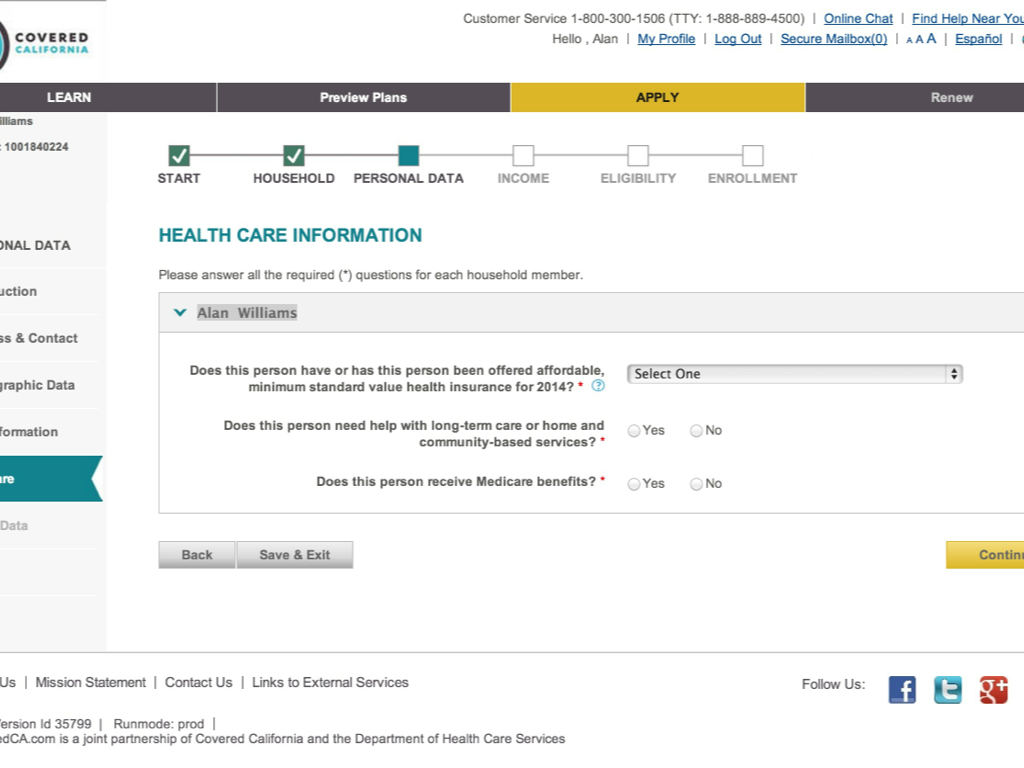 Customer Service 1-800-300-1506 (TTY: 1-888-889-4500) | Online Chat | Find Help Near You
Hello , Alan | My Profile | Log Out | Secure Mailbox(0) | A A A | Español |
COVERED
CALIFORNIA
LEARN Preview Plans APPLY Renew
illiams
: 1001840224
START HOUSEHOLD PERSONAL DATA INCOME ELIGIBILITY ENROLLMENT
HEALTH CARE INFORMATION
ONAL DATA
Please answer all the required (*) questions for each household member.
uction
Alan Williams
ss & Contact
Does this person have or has this person been offered affordable,
minimum standard value health insurance for 2014? * ?
Select One
graphic Data
Does this person need help with long-term care or home and
community-based services? *
Yes No
formation
Does this person receive Medicare benefits? *
Yes No
are
Data
Back Save & Exit Contin
Us | Mission Statement | Contact Us | Links to External Services
Follow Us:
f t g+
ersion Id 35799 | Runmode: prod |
edCA.com is a joint partnership of Covered California and the Department of Health Care Services